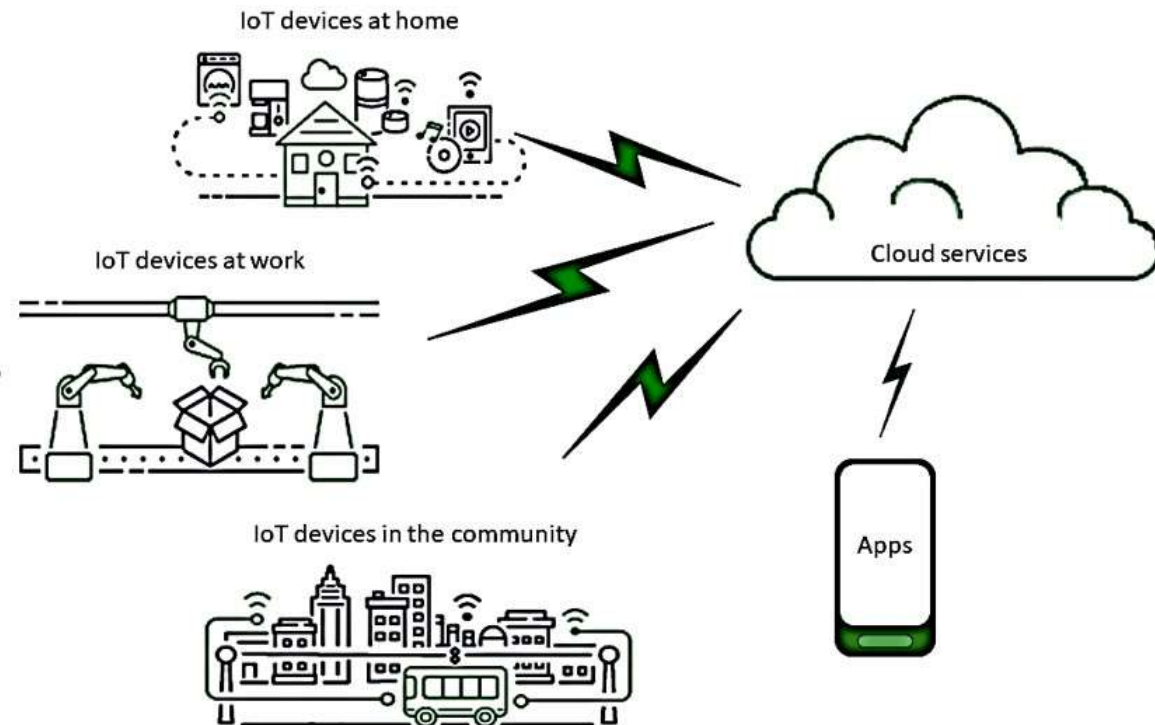 IoT devices at home
Cloud services
IoT devices at work
Apps
IoT devices in the community